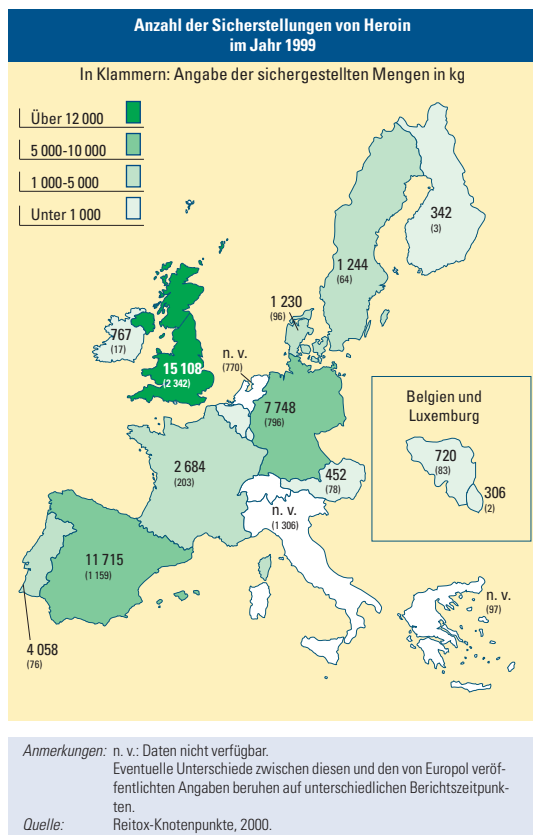 Anzahl der Sicherstellungen von Heroin
im Jahr 1999
In Klammern: Angabe der sichergestellten Mengen in kg
Über 12 000
5 000-10 000
1 000-5 000
Unter 1 000
342
(3)
1 244
(64)
1 230
(96)
767
(17)
n. v.
(770)
15 108
(2 342)
7 748
(796)
Belgien und
Luxemburg
720
(83)
306
(2)
2 684
(203)
452
(78)
n. v.
(1 306)
11 715
(1 159)
n. v.
(97)
4 058
(76)
Anmerkungen: n. v.: Daten nicht verfügbar.
Eventuelle Unterschiede zwischen diesen und den von Europol veröf-
fentlichten Angaben beruhen auf unterschiedlichen Berichtszeitpunk-
ten.
Quelle: Reitox-Knotenpunkte, 2000.